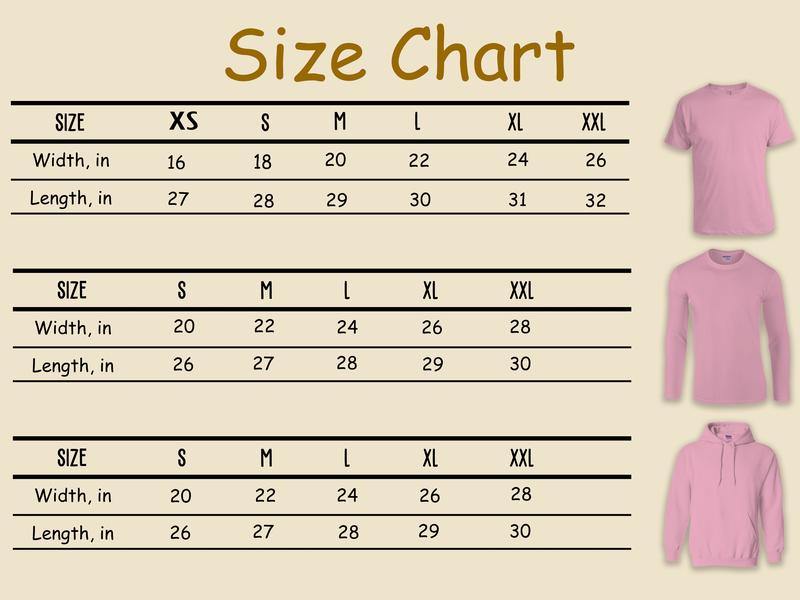 Size Chart
SIZE XS S M L XL XXL
Width, in 16 18 20 22 24 26
Length, in 27 28 29 30 31 32
SIZE S M L XL XXL
Width, in 20 22 24 26 28
Length, in 26 27 28 29 30
SIZE S M L XL XXL
Width, in 20 22 24 26 28
Length, in 26 27 28 29 30